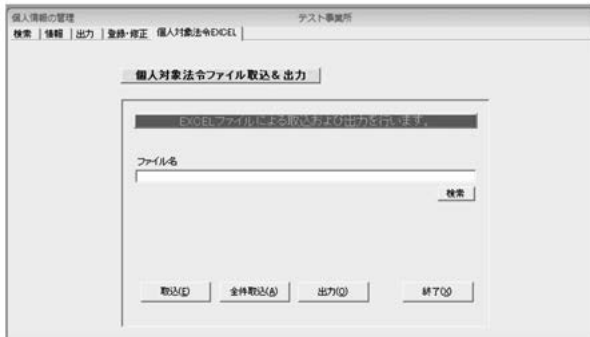 個人情報の管理 テスト事業所
検索 情報 出力 登録・修正 個人対象法令EXCEL
個人対象法令ファイル取込&出力
EXCELファイルによる取込および出力を行います。
ファイル名
検索
取込(E) 全件取込(A) 出力(O) 終了(X)